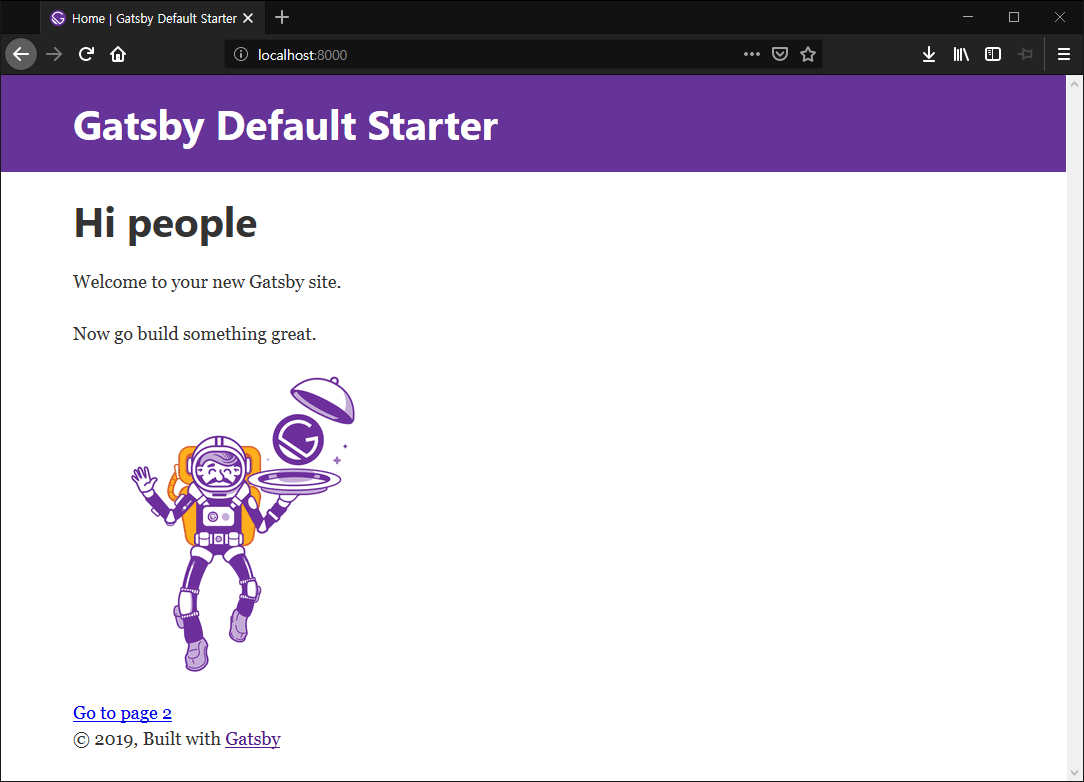 Home | Gatsby Default Starter
localhost:8000
Gatsby Default Starter
Hi people
Welcome to your new Gatsby site.
Now go build something great.
Go to page 2
© 2019, Built with Gatsby